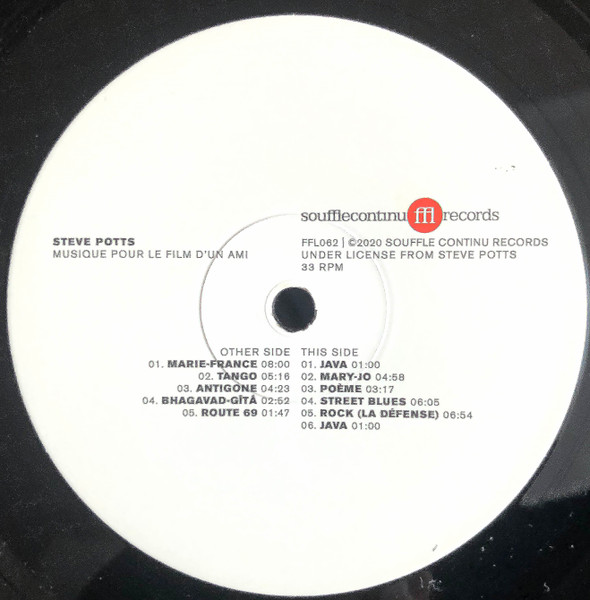 soufflecontinu ffl records
STEVE POTTS
MUSIQUE POUR LE FILM D'UN AMI
FFL062 | ©2020 SOUFFLE CONTINU RECORDS
UNDER LICENSE FROM STEVE POTTS
33 RPM
OTHER SIDE
01. MARIE-FRANCE 08:00
02. TANGO 05:16
03. ANTIGONE 04:23
04. BHAGAVAD-GÎTÂ 02:52
05. ROUTE 69 01:47
THIS SIDE
01. JAVA 01:00
02. MARY-JO 04:58
03. POÈME 03:17
04. STREET BLUES 06:05
05. ROCK (LA DÉFENSE) 06:54
06. JAVA 01:00